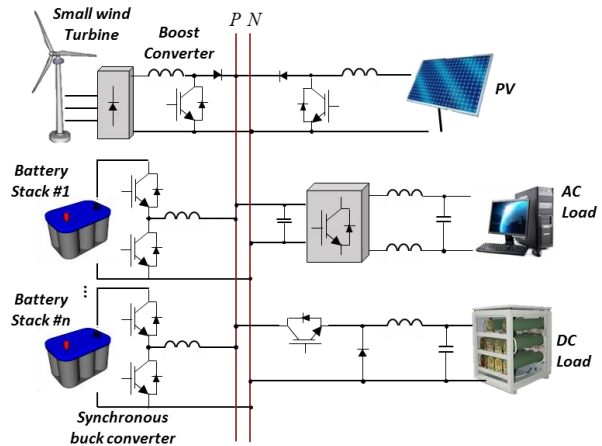 Small wind
Turbine
Boost
Converter
P N
PV
Battery
Stack #1
AC
Load
...
Battery
Stack #n
DC
Load
Synchronous
buck converter